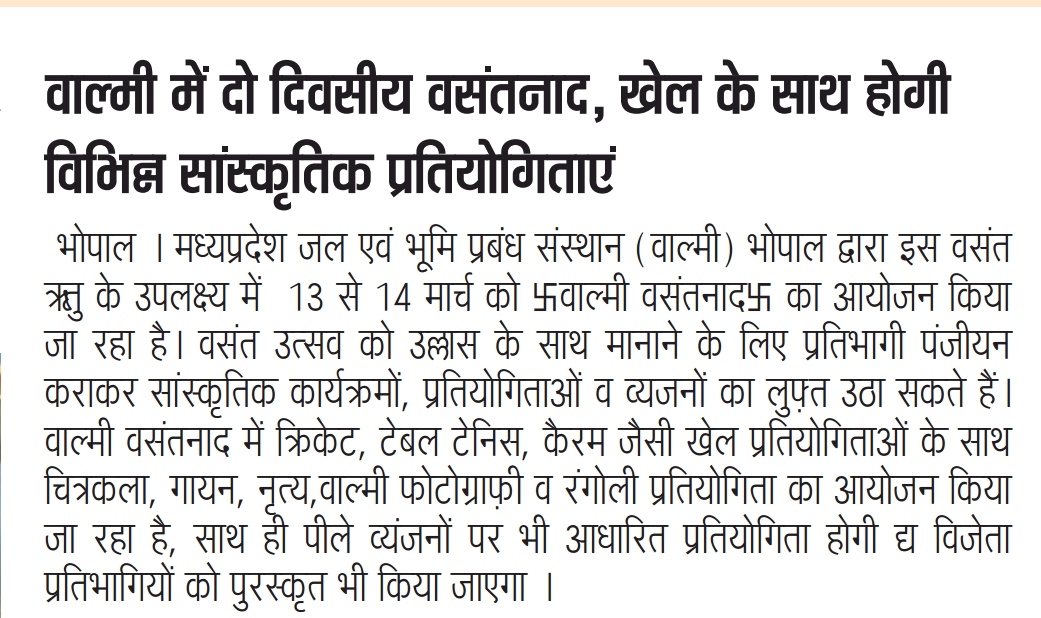 वाल्मी में दो दिवसीय वसंतनाद, खेल के साथ होगी
विभिन्न सांस्कृतिक प्रतियोगिताएं
भोपाल । मध्यप्रदेश जल एवं भूमि प्रबंध संस्थान (वाल्मी) भोपाल द्वारा इस वसंत
ऋतु के उपलक्ष्य में 13 से 14 मार्च को 卐वाल्मी वसंतनाद卐 का आयोजन किया
जा रहा है। वसंत उत्सव को उल्लास के साथ मानाने के लिए प्रतिभागी पंजीयन
कराकर सांस्कृतिक कार्यक्रमों, प्रतियोगिताओं व व्यजनों का लुफ़्त उठा सकते हैं।
वाल्मी वसंतनाद में क्रिकेट, टेबल टेनिस, कैरम जैसी खेल प्रतियोगिताओं के साथ
चित्रकला, गायन, नृत्य,वाल्मी फोटोग्राफ़ी व रंगोली प्रतियोगिता का आयोजन किया
जा रहा है, साथ ही पीले व्यंजनों पर भी आधारित प्रतियोगिता होगी द्य विजेता
प्रतिभागियों को पुरस्कृत भी किया जाएगा ।